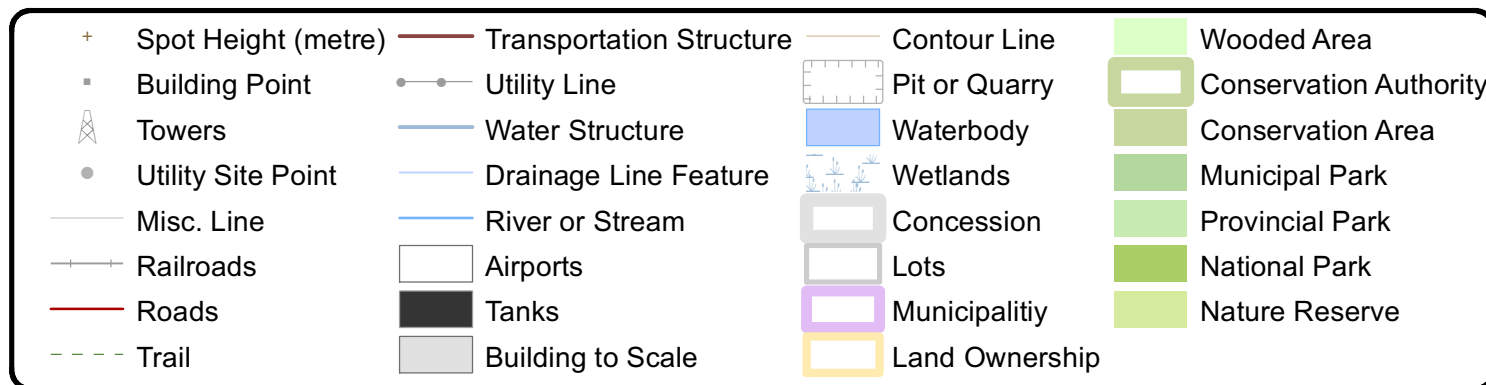 Spot Height (metre)
Building Point
Towers
Utility Site Point
Misc. Line
Railroads
Roads
Trail
Transportation Structure
Utility Line
Water Structure
Drainage Line Feature
River or Stream
Airports
Tanks
Building to Scale
Contour Line
Pit or Quarry
Waterbody
Wetlands
Concession
Lots
Municipalitiy
Land Ownership
Wooded Area
Conservation Authority
Conservation Area
Municipal Park
Provincial Park
National Park
Nature Reserve